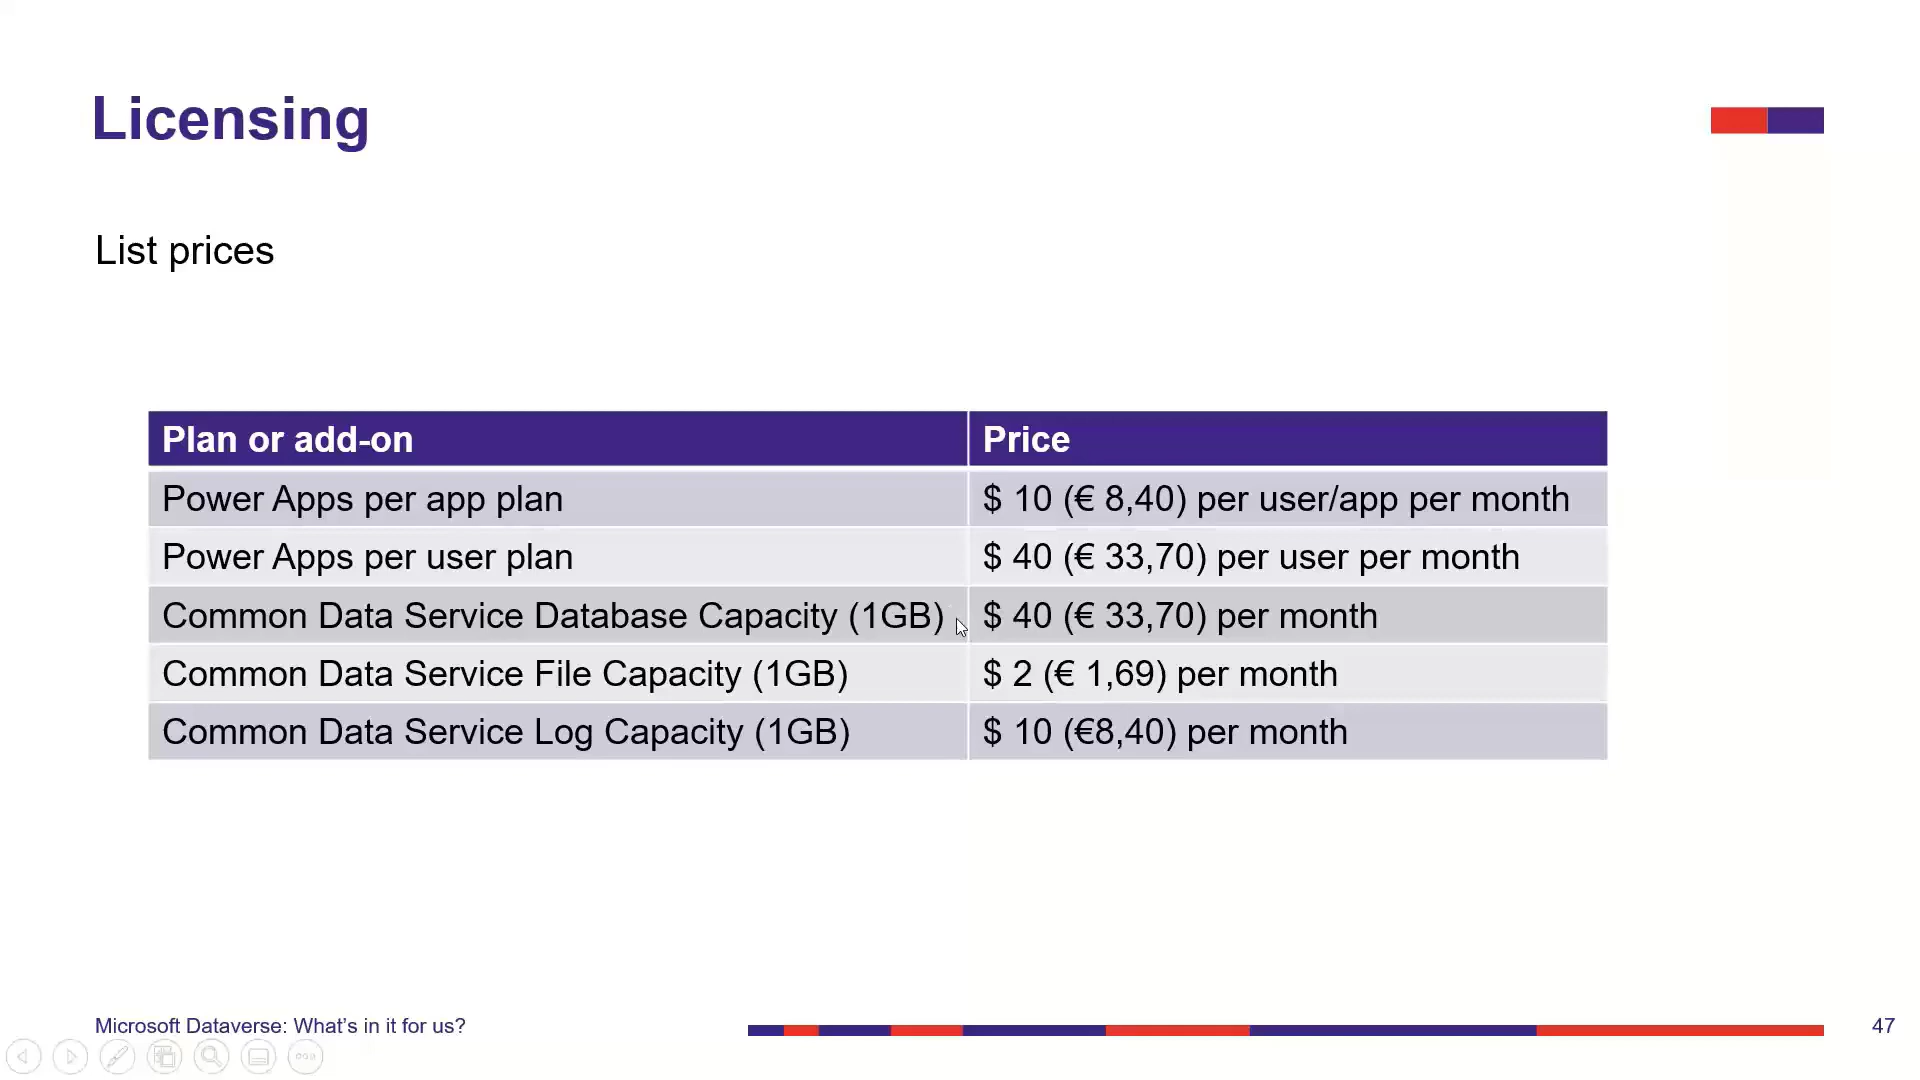 Licensing
List prices
Plan or add-on Price
Power Apps per app plan $ 10 (€ 8,40) per user/app per month
Power Apps per user plan $ 40 (€ 33,70) per user per month
Common Data Service Database Capacity (1GB) $ 40 (€ 33,70) per month
Common Data Service File Capacity (1GB) $ 2 (€ 1,69) per month
Common Data Service Log Capacity (1GB) $ 10 (€8,40) per month
Microsoft Dataverse: What's in it for us? 47